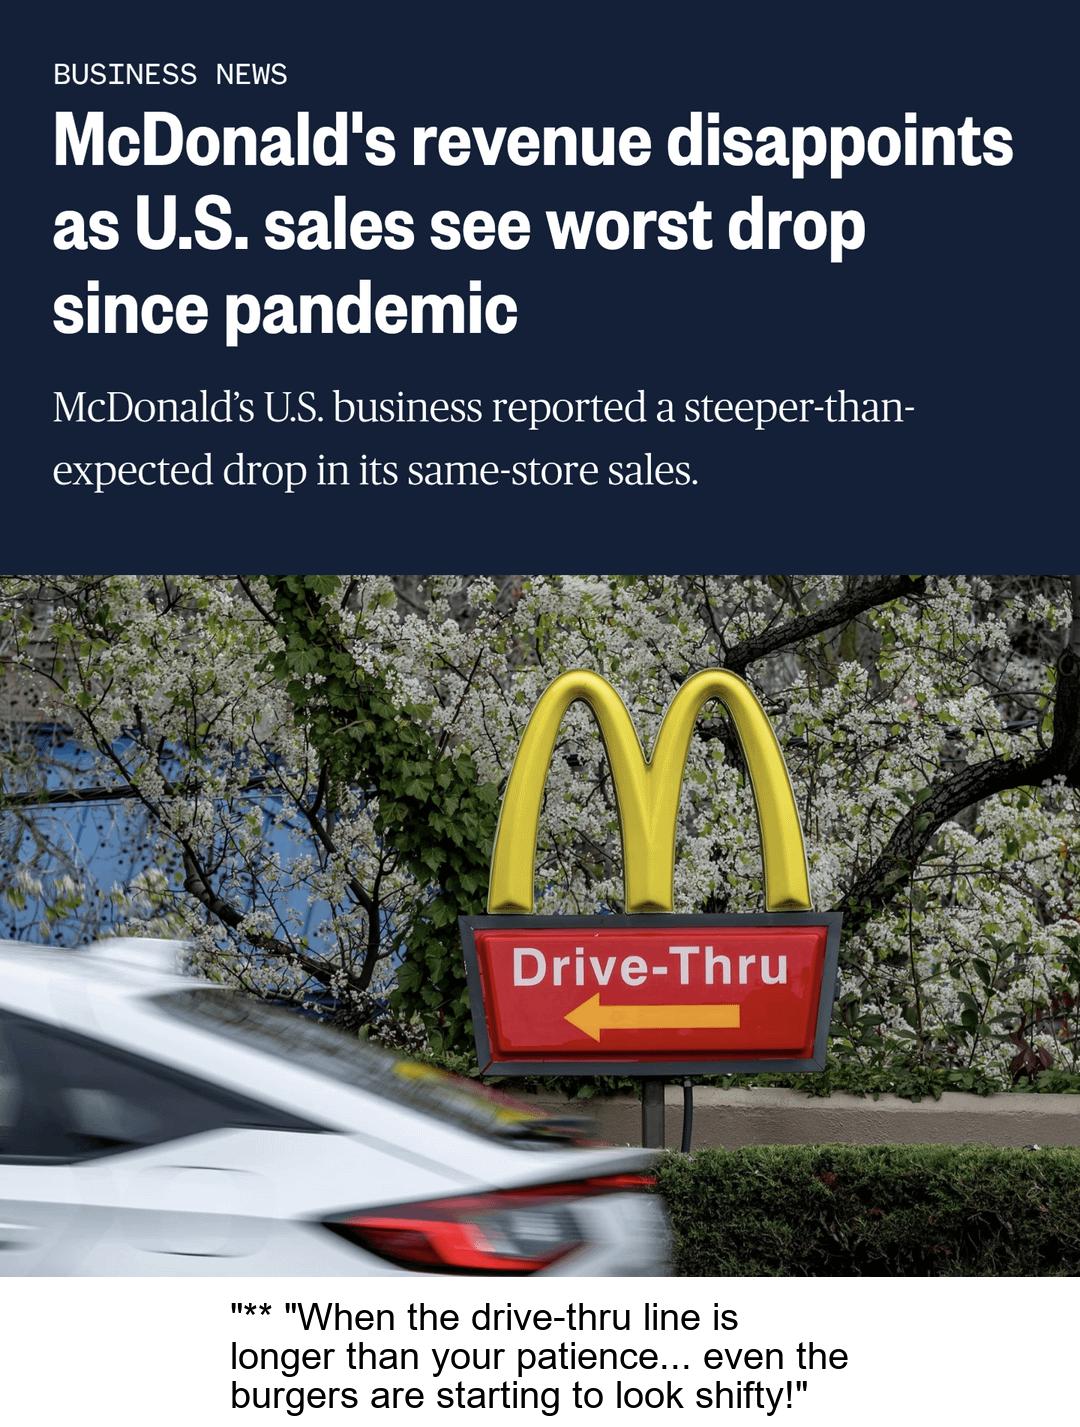 BUSINESS NEWS
McDonald's revenue disappoints
as U.S. sales see worst drop
since pandemic
McDonald’s U.S. business reported a steeper-than-
expected drop in its same-store sales.
Drive-Thru
"** "When the drive-thru line is
longer than your patience... even the
burgers are starting to look shifty!"